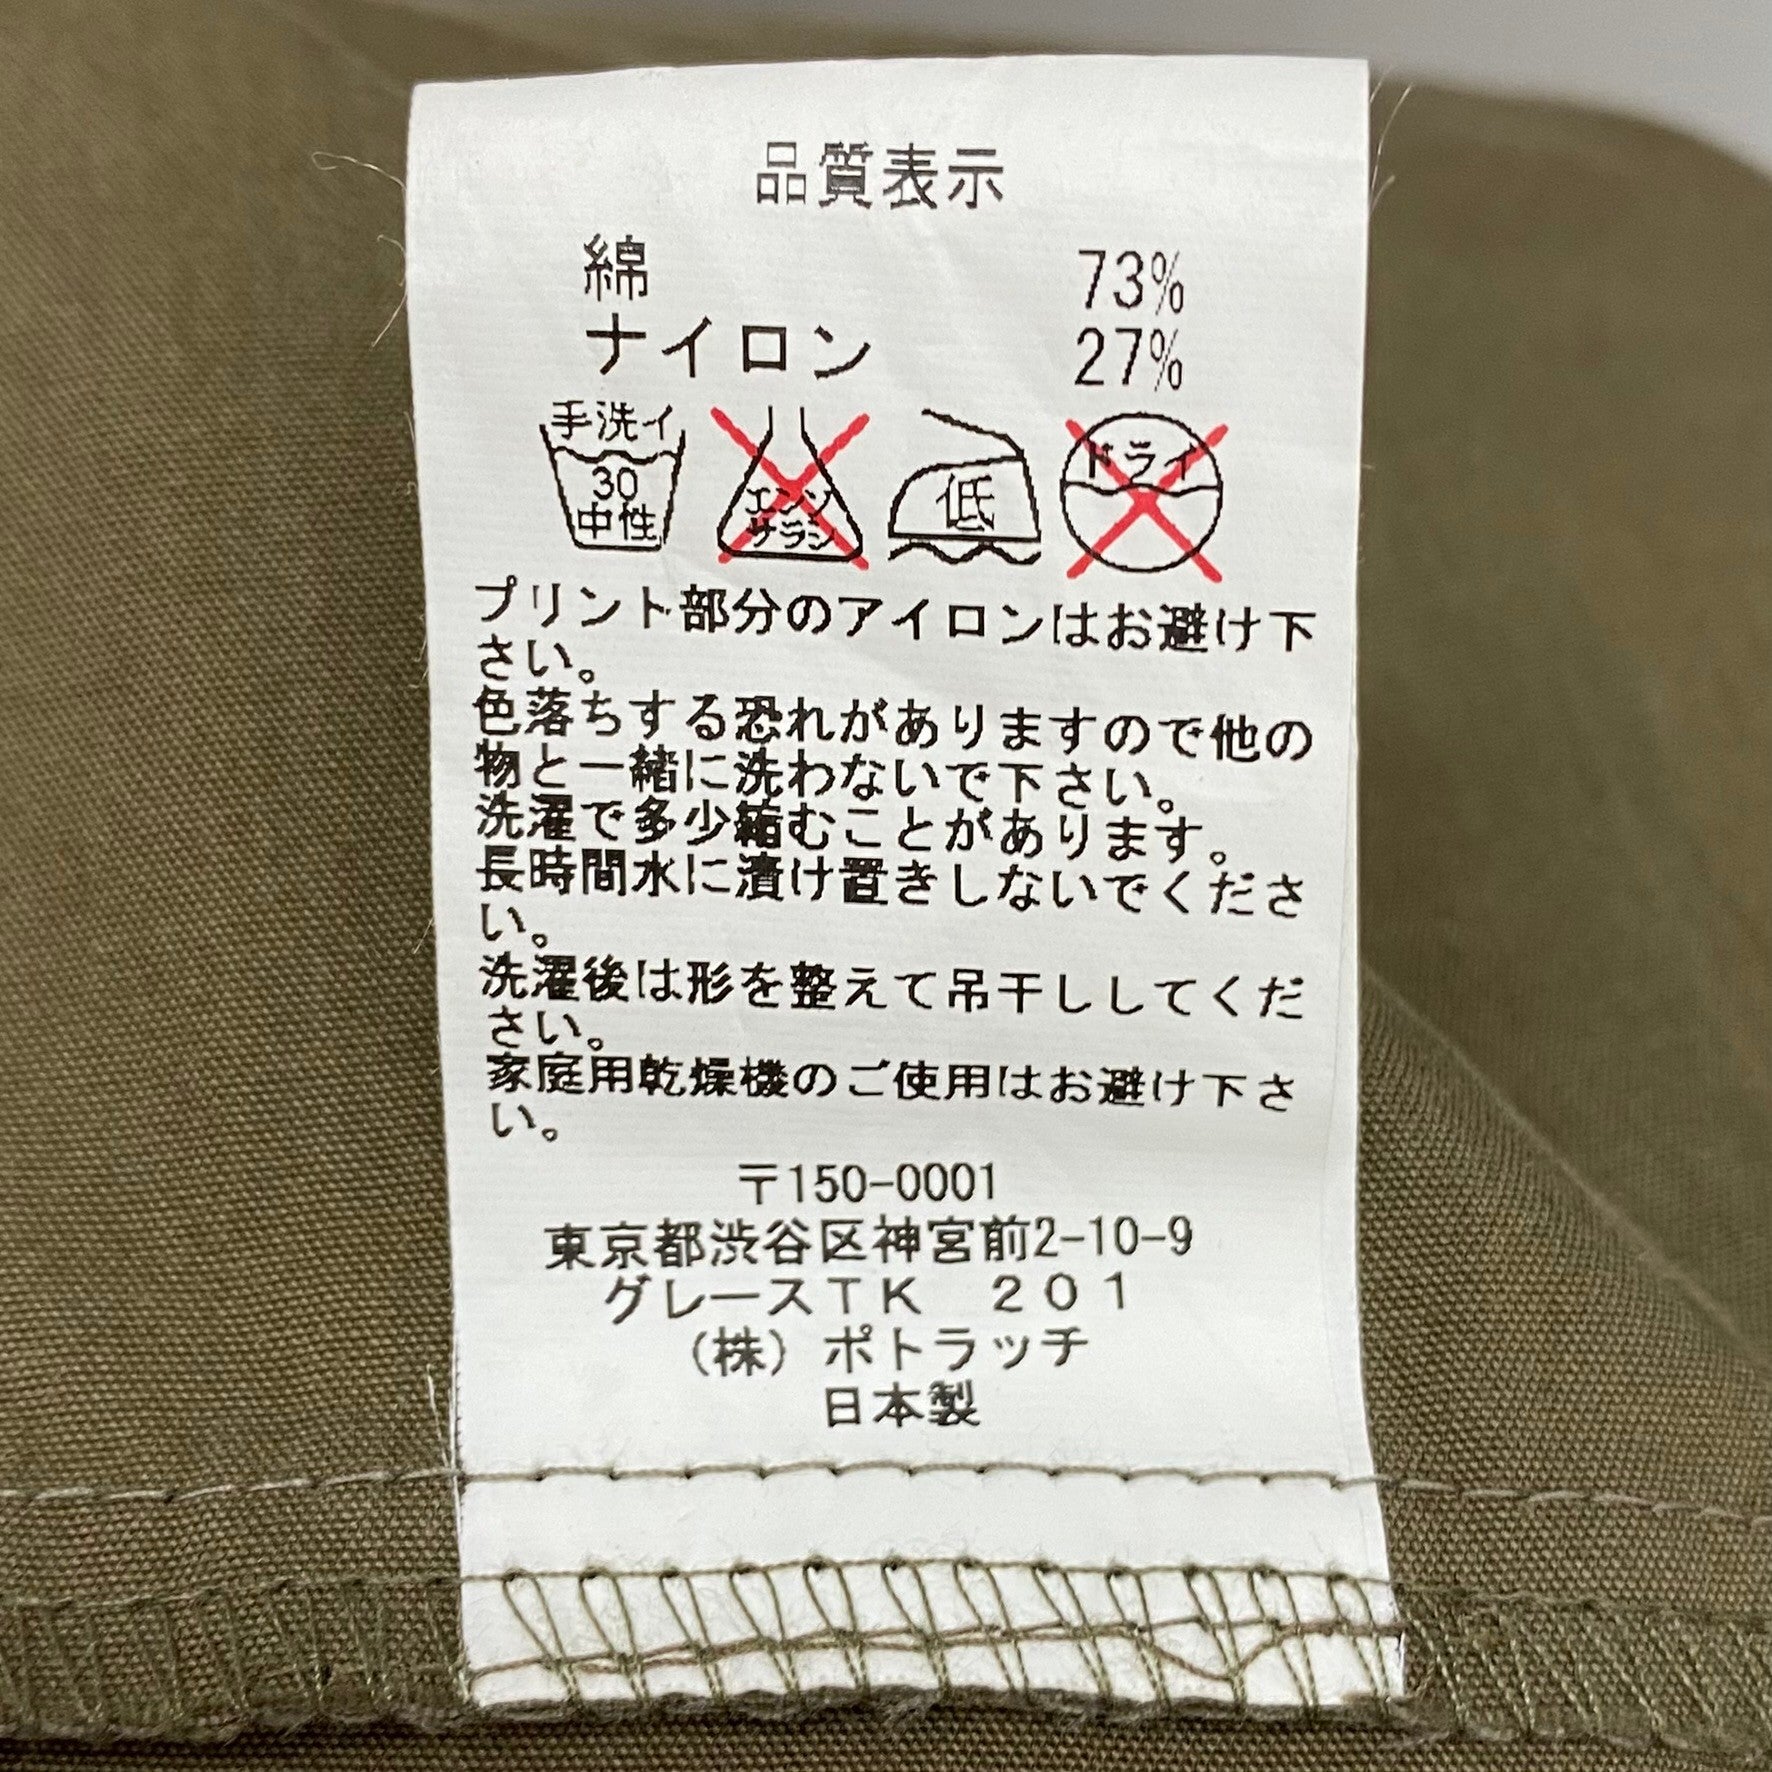 品質表示
綿 73%
ナイロン 27%
手洗イ
30
中性
エンソ
サラシ
低
ドライ
プリント部分のアイロンはお避け下
さい。
色落ちする恐れがありますので他の
物と一緒に洗わないで下さい。
洗濯で多少縮むことがあります。
長時間水に漬け置きしないでくださ
い。
洗濯後は形を整えて吊干ししてくだ
さい。
家庭用乾燥機のご使用はお避け下さ
い。
〒150-0001
東京都渋谷区神宮前2-10-9
グレースTK 201
(株)ポトラッチ
日本製